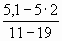 5,1 – 5 · 2
11 – 19